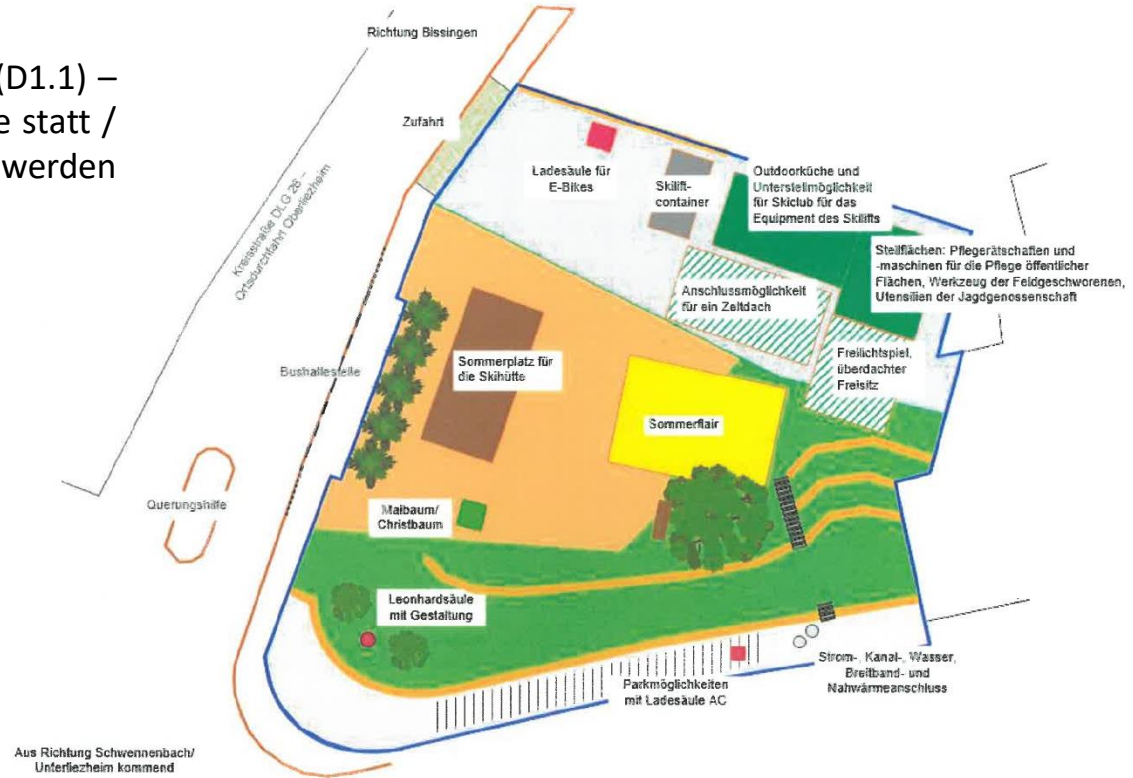 (D1.1) –
e statt /
werden
Richtung Bissingen
Zufahrt
Kreisstraße DLG 26 –
Ortsdurchfahrt Oberliezheim
Ladesäule für
E-Bikes
Skilift-
container
Outdoorküche und
Unterstellmöglichkeit
für Skiclub für das
Equipment des Skilifts
Stellflächen: Pflegerätschaften und
-maschinen für die Pflege öffentlicher
Flächen, Werkzeug der Feldgeschworenen,
Utensilien der Jagdgenossenschaft
Anschlussmöglichkeit
für ein Zeltdach
Freilichtspiel,
überdachter
Freisitz
Bushaltestelle
Sommerplatz für
die Skihütte
Sommerflair
Querungshilfe
Maibaum/
Christbaum
Leonhardsäule
mit Gestaltung
Strom-, Kanal-, Wasser,
Breitband- und
Nahwärmeanschluss
Parkmöglichkeiten
mit Ladesäule AC
Aus Richtung Schwennenbach/
Unterliezheim kommend